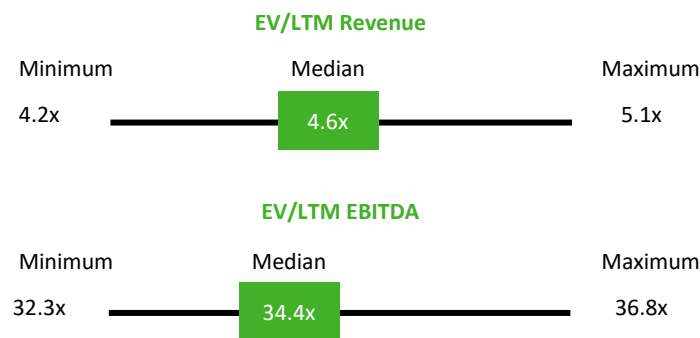 EV/LTM Revenue
Minimum Median Maximum
4.2x 4.6x 5.1x
EV/LTM EBITDA
Minimum Median Maximum
32.3x 34.4x 36.8x